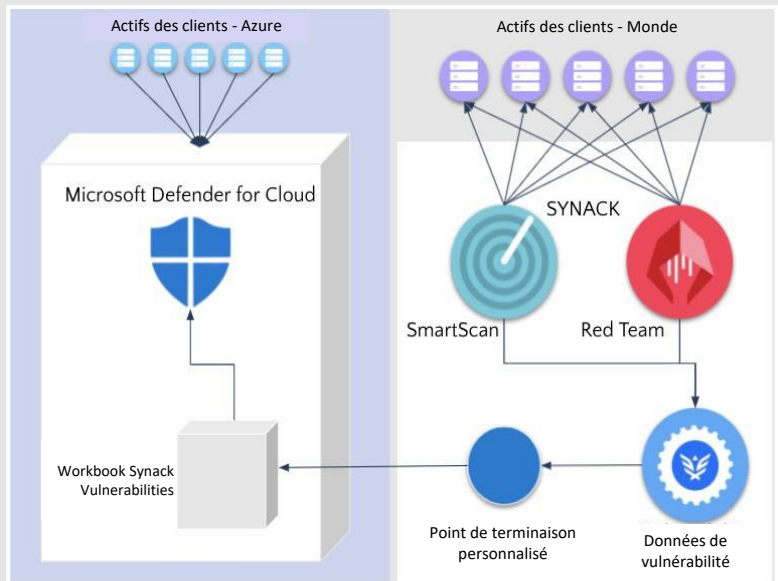 Actifs des clients - Azure
Actifs des clients - Monde
Microsoft Defender for Cloud
SYNACK
SmartScan
Red Team
Workbook Synack
Vulnerabilities
Point de terminaison
personnalisé
Données de
vulnérabilité